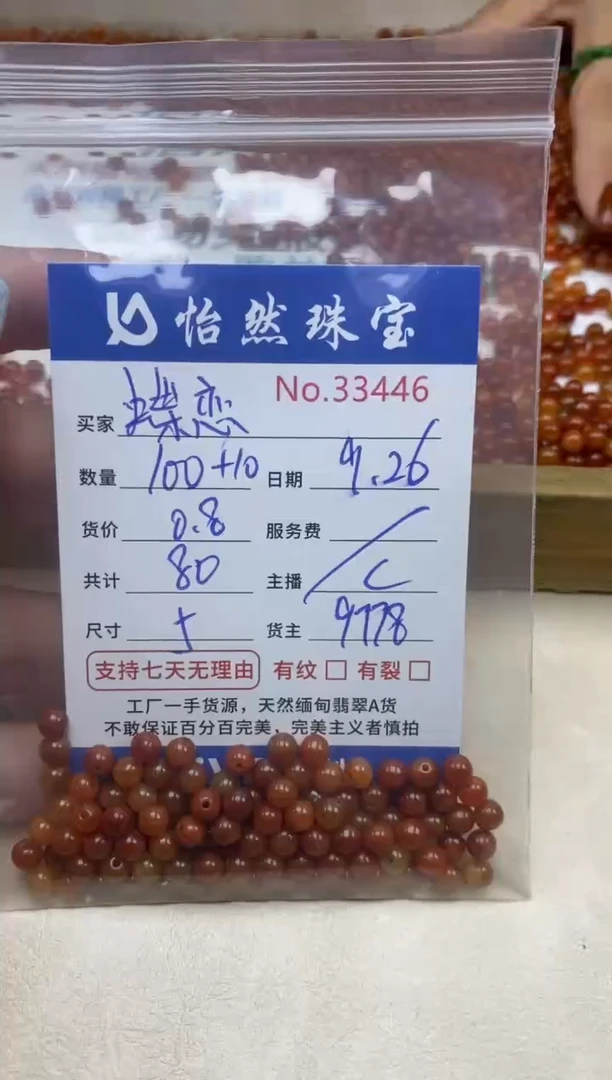 怡然珠宝
No.33446
买家 蝶恋
数量 100+10 日期 9.26
货价 0.8 服务费 /
共计 80 主播 C
尺寸 5 货主 9778
支持七天无理由 有纹 □ 有裂 □
工厂一手货源，天然缅甸翡翠A货
不敢保证百分百完美，完美主义者慎拍